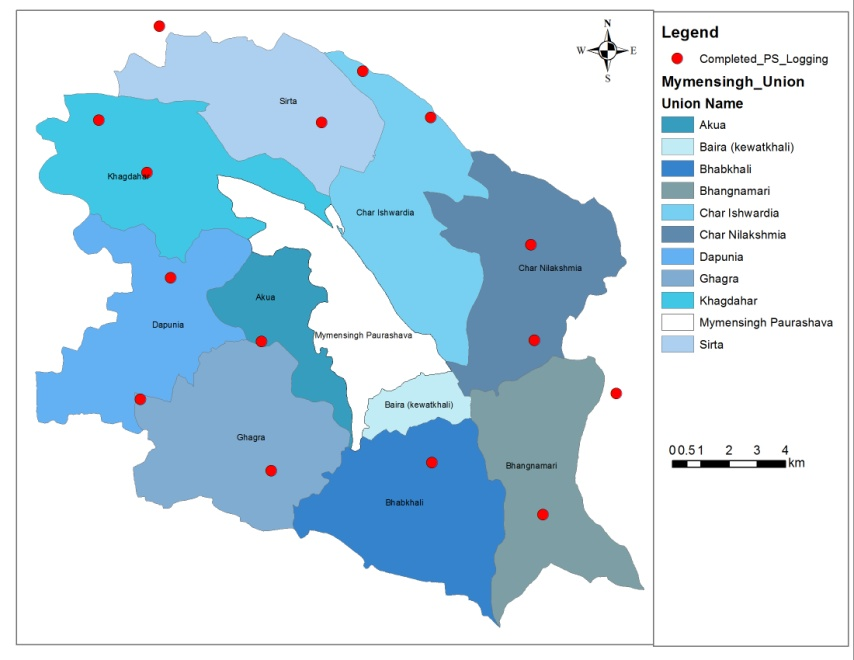 N
W E
S
Sirta
Khagdahar
Char Ishwardia
Char Nilakshmia
Akua
Dapunia
Mymensingh Paurashava
Baira (kewatkhali)
Ghagra
Bhangnamari
Bhabkhali
Legend
Completed_PS_Logging
Mymensingh_Union
Union Name
Akua
Baira (kewatkhali)
Bhabkhali
Bhangnamari
Char Ishwardia
Char Nilakshmia
Dapunia
Ghagra
Khagdahar
Mymensingh Paurashava
Sirta
0 0.5 1 2 3 4
km